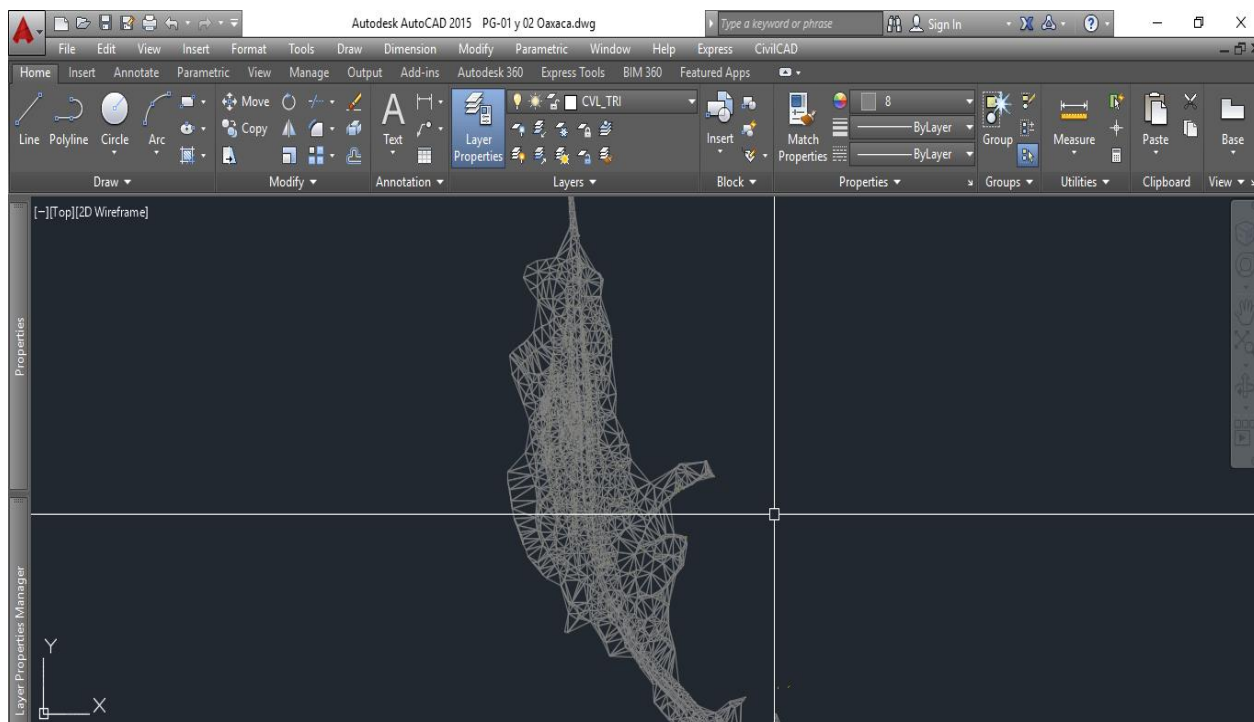 Autodesk AutoCAD 2015 PG-01 y 02 Oaxaca.dwg
Type a keyword or phrase
Sign In
File Edit View Insert Format Tools Draw Dimension Modify Parametric Window Help Express CivilCAD
Home Insert Annotate Parametric View Manage Output Add-ins Autodesk 360 Express Tools BIM 360 Featured Apps
Line Polyline Circle Arc
Move
Copy
Text
Layer Properties
CVL_TRI
Insert
Match Properties
8
ByLayer
ByLayer
Group
Measure
Paste
Base
Draw Modify Annotation Layers Block Properties Groups Utilities Clipboard View
[−][Top][2D Wireframe]
Properties
Layer Properties Manager
Y
X